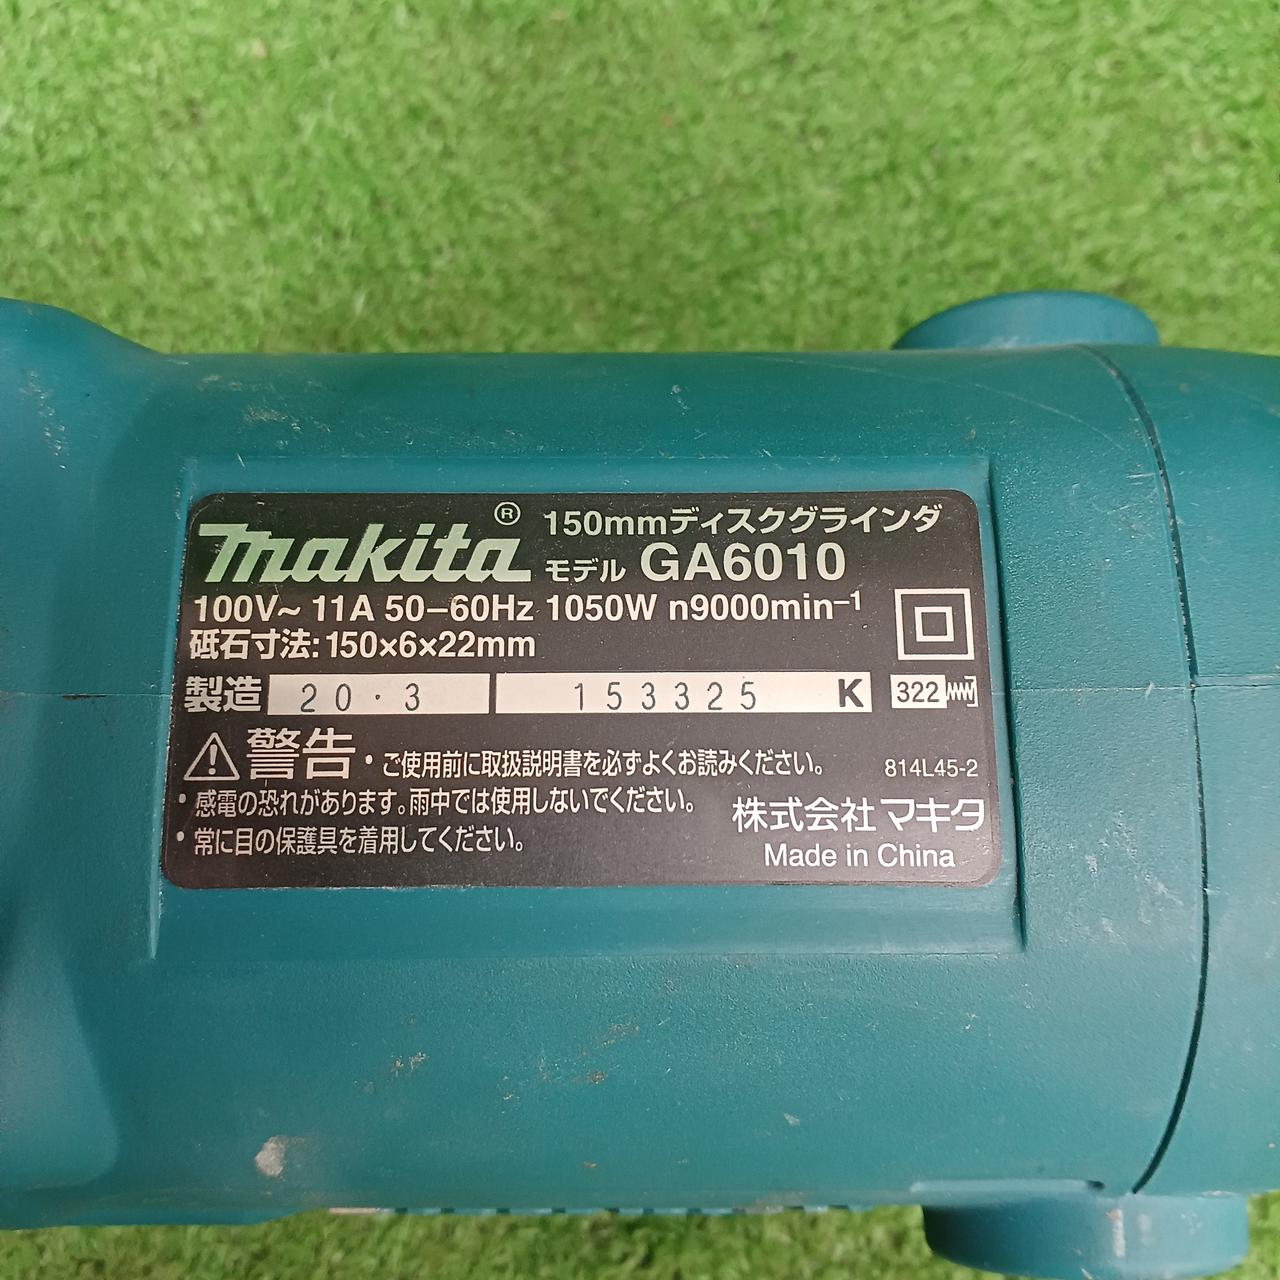 makita® 150mmディスクグラインダ
モデル GA6010
100V~ 11A 50-60Hz 1050W n9000min⁻¹
砥石寸法:150×6×22mm
製造 20・3 153325 K 322
警告・ご使用前に取扱説明書を必ずよくお読みください。 814L45-2
・感電の恐れがあります。雨中では使用しないでください。
・常に目の保護具を着用してください。
株式会社マキタ
Made in China